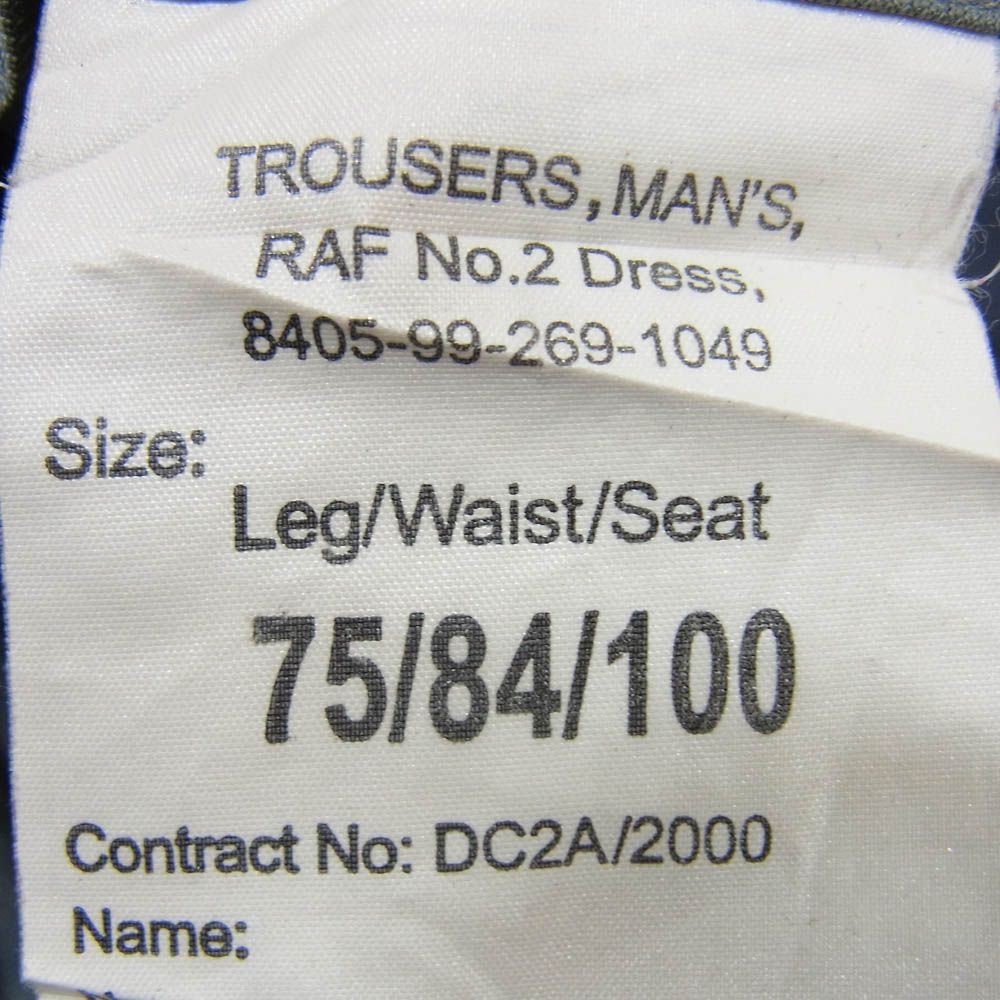 TROUSERS, MAN'S,
RAF No.2 Dress,
8405-99-269-1049
Size:
Leg/Waist/Seat
75/84/100
Contract No: DC2A/2000
Name: